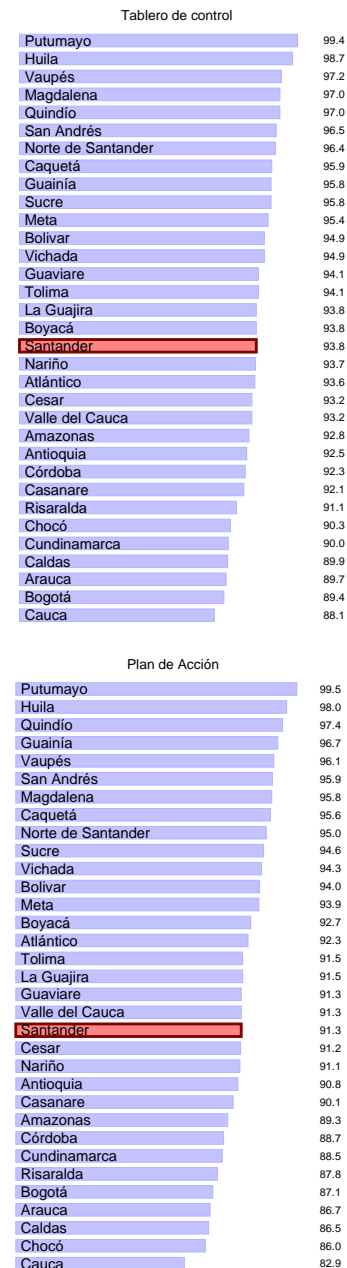 Tablero de control
Putumayo 99.4
Huila 98.7
Vaupés 97.2
Magdalena 97.0
Quindío 97.0
San Andrés 96.5
Norte de Santander 96.4
Caquetá 95.9
Guainía 95.8
Sucre 95.8
Meta 95.4
Bolivar 94.9
Vichada 94.9
Guaviare 94.1
Tolima 94.1
La Guajira 93.8
Boyacá 93.8
Santander 93.8
Nariño 93.7
Atlántico 93.6
Cesar 93.2
Valle del Cauca 93.2
Amazonas 92.8
Antioquia 92.5
Córdoba 92.3
Casanare 92.1
Risaralda 91.1
Chocó 90.3
Cundinamarca 90.0
Caldas 89.9
Arauca 89.7
Bogotá 89.4
Cauca 88.1
Plan de Acción
Putumayo 99.5
Huila 98.0
Quindío 97.4
Guainía 96.7
Vaupés 96.1
San Andrés 95.9
Magdalena 95.8
Caquetá 95.6
Norte de Santander 95.0
Sucre 94.6
Vichada 94.3
Bolivar 94.0
Meta 93.9
Boyacá 92.7
Atlántico 92.3
Tolima 91.5
La Guajira 91.5
Guaviare 91.3
Valle del Cauca 91.3
Santander 91.3
Cesar 91.2
Nariño 91.1
Antioquia 90.8
Casanare 90.1
Amazonas 89.3
Córdoba 88.7
Cundinamarca 88.5
Risaralda 87.8
Bogotá 87.1
Arauca 86.7
Caldas 86.5
Chocó 86.0
Cauca 82.9